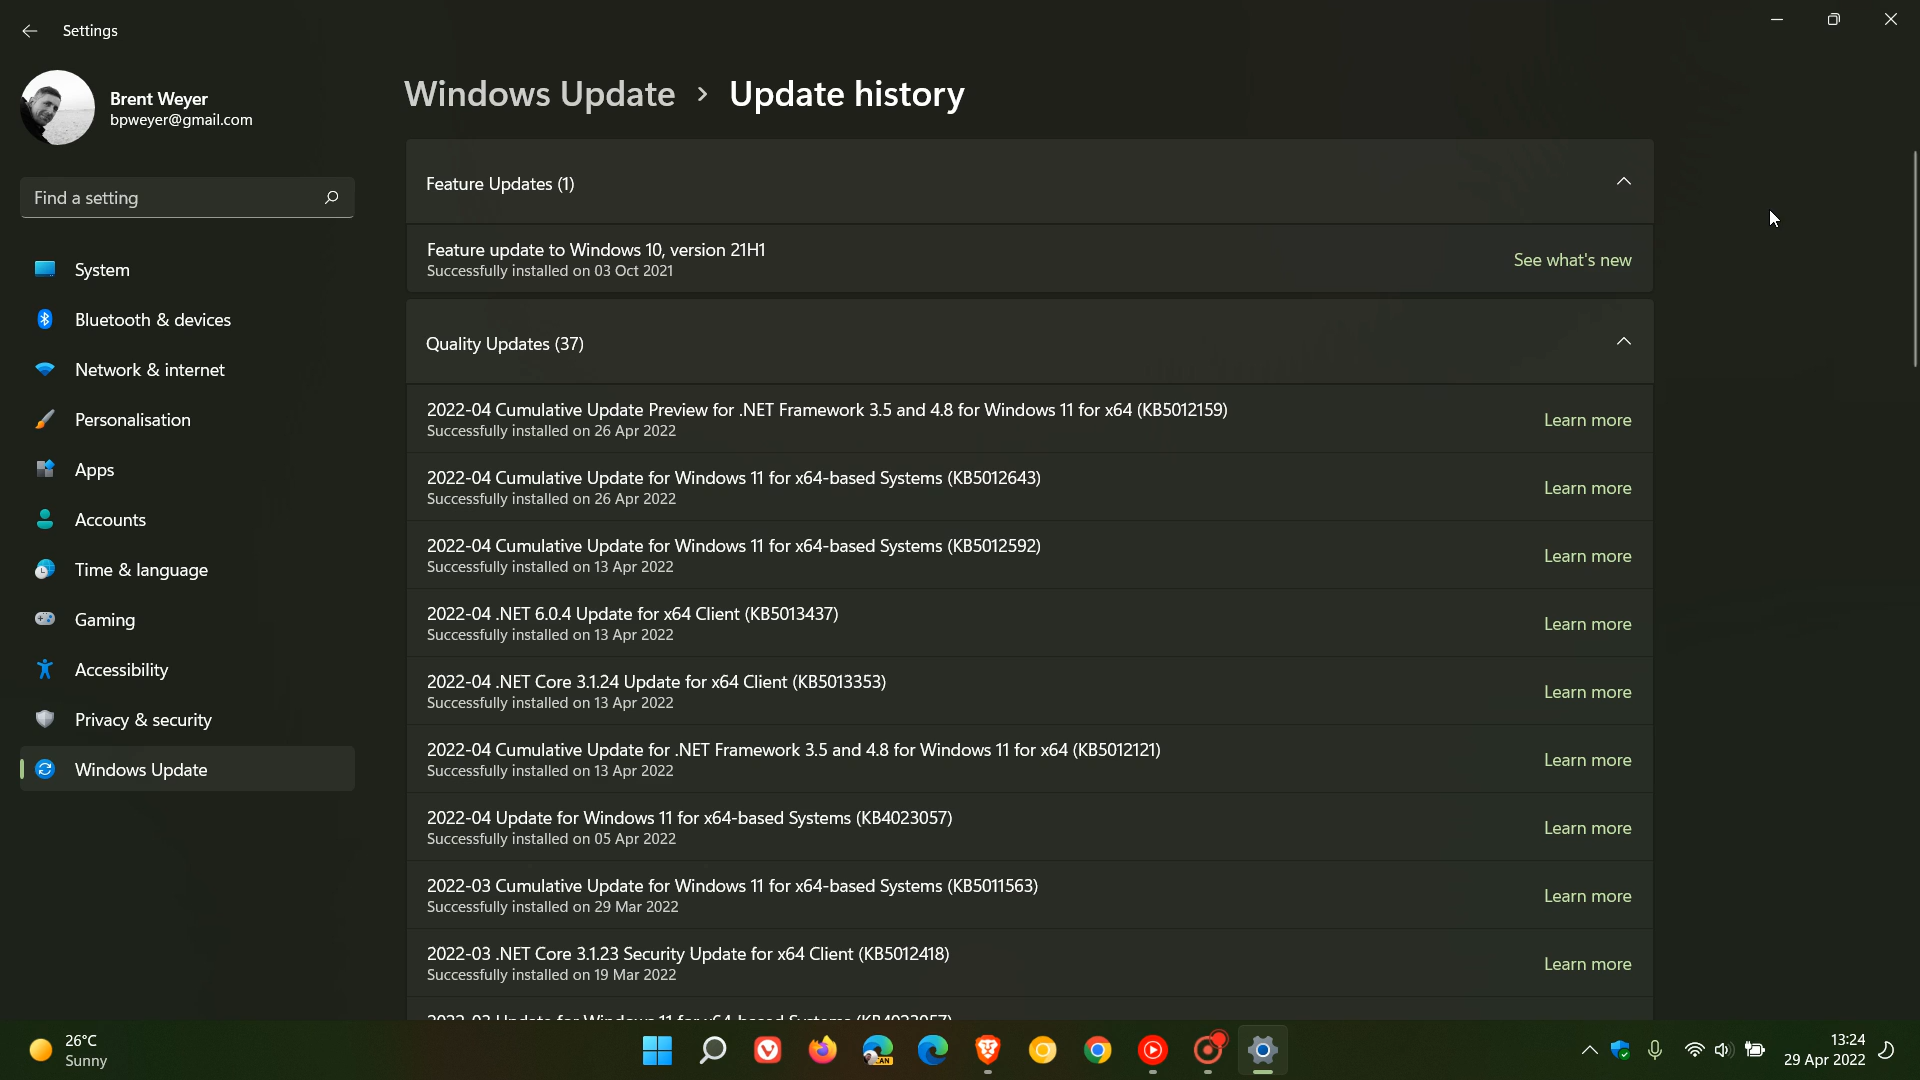 Settings
Brent Weyer
bpweyer@gmail.com
Find a setting
System
Bluetooth & devices
Network & internet
Personalisation
Apps
Accounts
Time & language
Gaming
Accessibility
Privacy & security
Windows Update
Windows Update › Update history
Feature Updates (1)
Feature update to Windows 10, version 21H1
Successfully installed on 03 Oct 2021
See what's new
Quality Updates (37)
2022-04 Cumulative Update Preview for .NET Framework 3.5 and 4.8 for Windows 11 for x64 (KB5012159)
Successfully installed on 26 Apr 2022
Learn more
2022-04 Cumulative Update for Windows 11 for x64-based Systems (KB5012643)
Successfully installed on 26 Apr 2022
Learn more
2022-04 Cumulative Update for Windows 11 for x64-based Systems (KB5012592)
Successfully installed on 13 Apr 2022
Learn more
2022-04 .NET 6.0.4 Update for x64 Client (KB5013437)
Successfully installed on 13 Apr 2022
Learn more
2022-04 .NET Core 3.1.24 Update for x64 Client (KB5013353)
Successfully installed on 13 Apr 2022
Learn more
2022-04 Cumulative Update for .NET Framework 3.5 and 4.8 for Windows 11 for x64 (KB5012121)
Successfully installed on 13 Apr 2022
Learn more
2022-04 Update for Windows 11 for x64-based Systems (KB4023057)
Successfully installed on 05 Apr 2022
Learn more
2022-03 Cumulative Update for Windows 11 for x64-based Systems (KB5011563)
Successfully installed on 29 Mar 2022
Learn more
2022-03 .NET Core 3.1.23 Security Update for x64 Client (KB5012418)
Successfully installed on 19 Mar 2022
Learn more
2022-03 Update for Windows 11 for x64-based Systems (KB4023057)
26°C
Sunny
CAN
13:24
29 Apr 2022